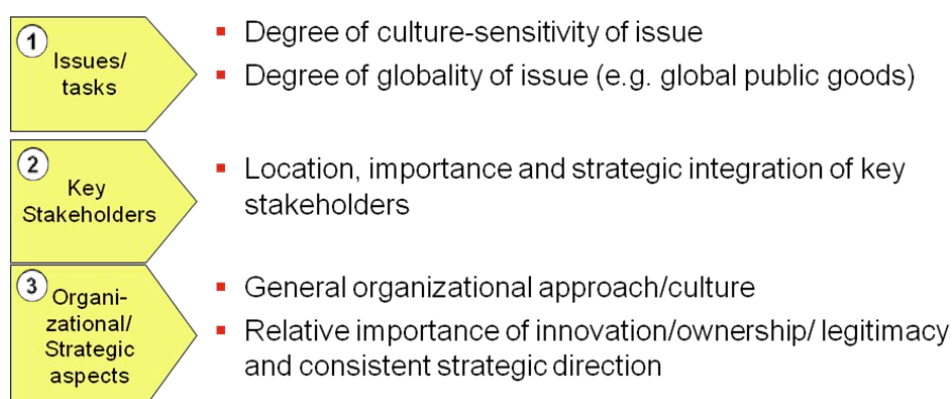 1
Issues/
tasks
▪ Degree of culture-sensitivity of issue
▪ Degree of globality of issue (e.g. global public goods)
2
Key
Stakeholders
▪ Location, importance and strategic integration of key
stakeholders
3
Organi-
zational/
Strategic
aspects
▪ General organizational approach/culture
▪ Relative importance of innovation/ownership/ legitimacy
and consistent strategic direction